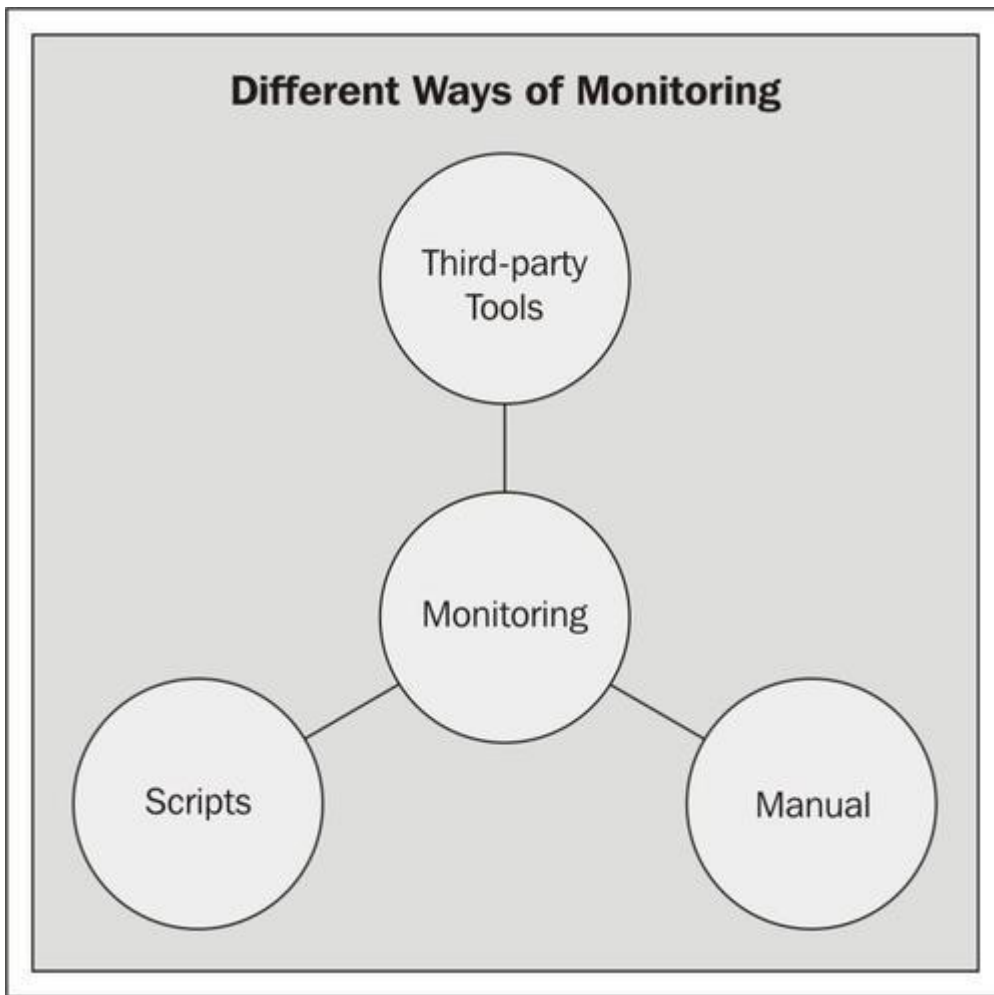 Different Ways of Monitoring
Third-party
Tools
Monitoring
Scripts
Manual